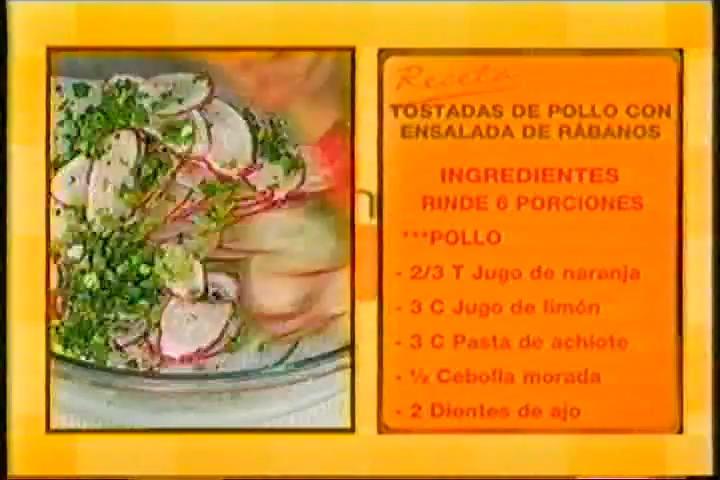 Receta
TOSTADAS DE POLLO CON
ENSALADA DE RÁBANOS
INGREDIENTES
RINDE 6 PORCIONES
***POLLO
- 2/3 T Jugo de naranja
- 3 C Jugo de limón
- 3 C Pasta de achiote
- ½ Cebolla morada
- 2 Dientes de ajo